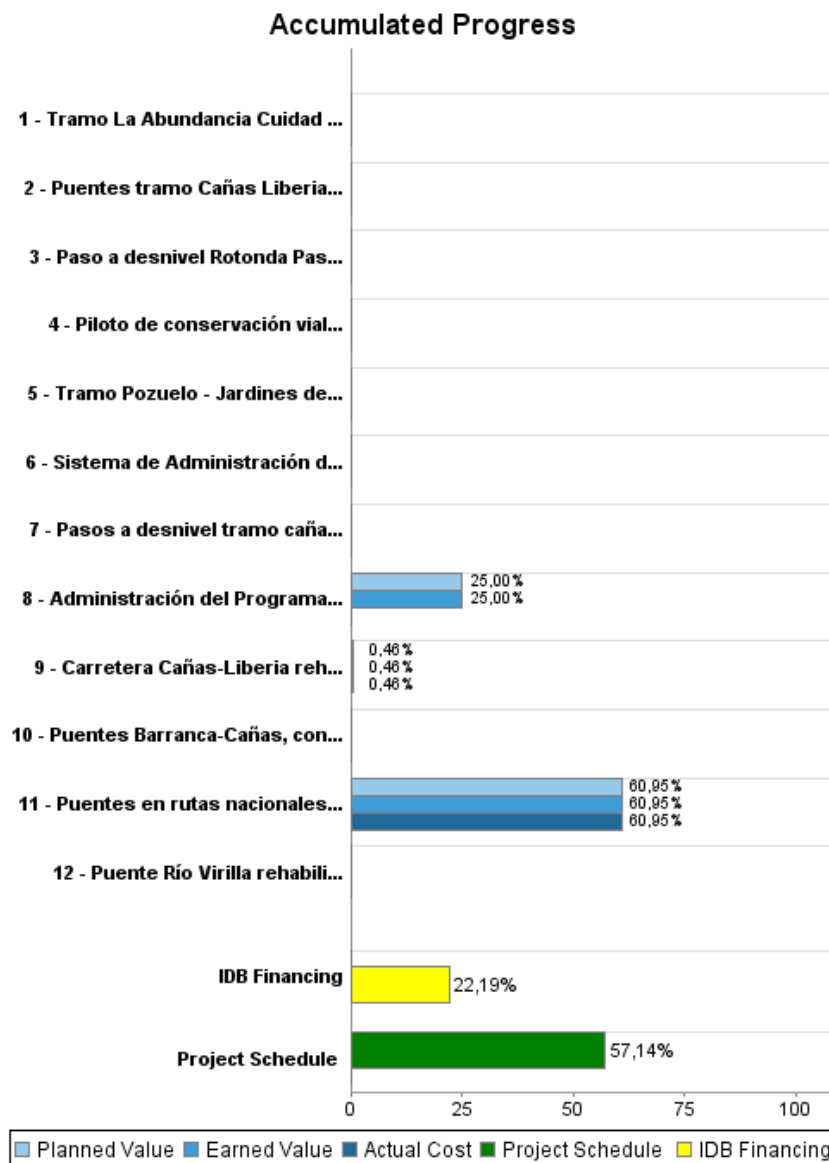 Accumulated Progress
1 - Tramo La Abundancia Cuidad ...
2 - Puentes tramo Cañas Liberia...
3 - Paso a desnivel Rotonda Pas...
4 - Piloto de conservación vial...
5 - Tramo Pozuelo - Jardines de...
6 - Sistema de Administración d...
7 - Pasos a desnivel tramo caña...
8 - Administración del Programa...
25,00%
25,00%
9 - Carretera Cañas-Liberia reh...
0,46%
0,46%
0,46%
10 - Puentes Barranca-Cañas, con...
11 - Puentes en rutas nacionales...
60,95%
60,95%
60,95%
12 - Puente Río Virilla rehabili...
IDB Financing
22,19%
Project Schedule
57,14%
0 25 50 75 100
Planned Value Earned Value Actual Cost Project Schedule IDB Financing